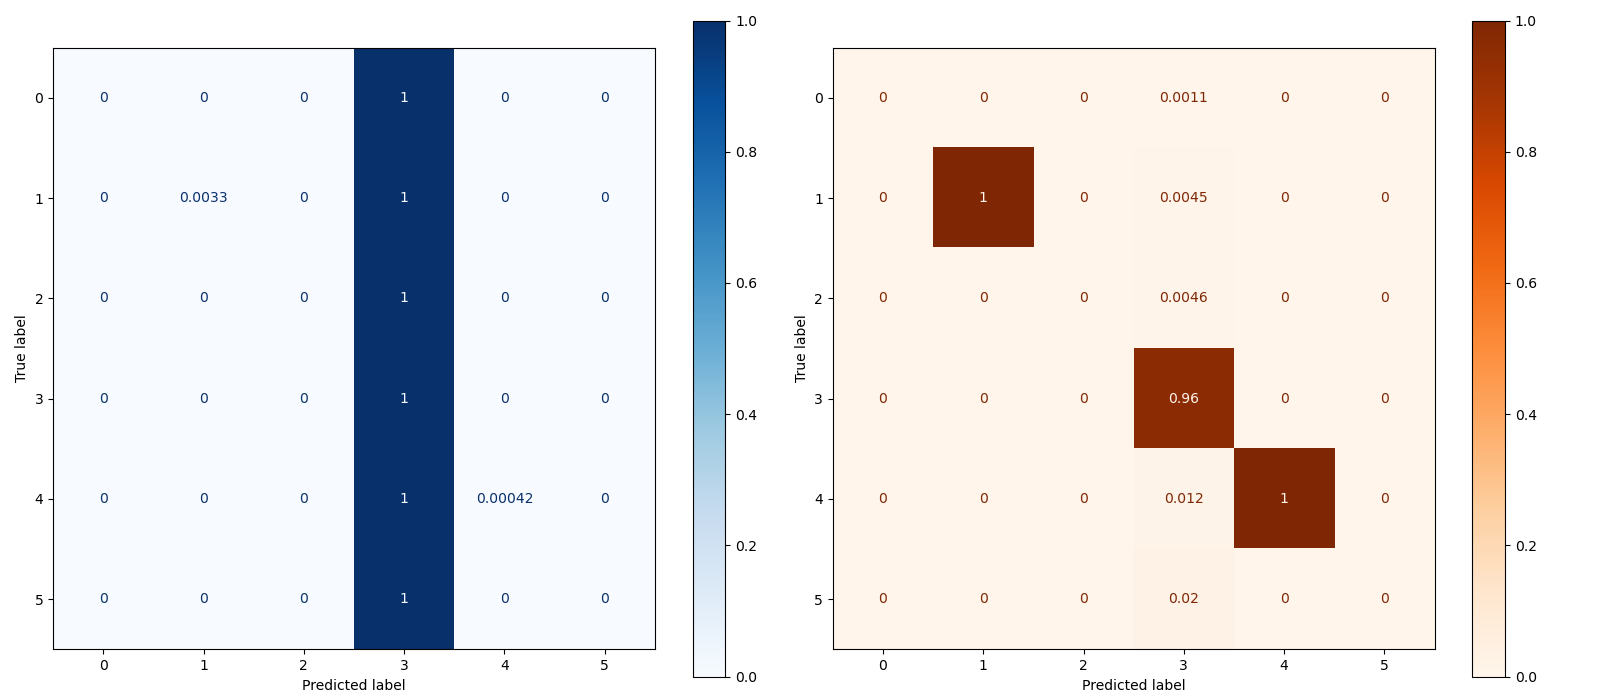 1.0
1.0
0 0 0 0 1 0 0
0 0 0 0 0.0011 0 0
0.8
0.8
1 0 0.0033 0 1 0 0
1 0 1 0 0.0045 0 0
0.6
0.6
2 0 0 0 1 0 0
2 0 0 0 0.0046 0 0
True label
True label
3 0 0 0 1 0 0
3 0 0 0 0.96 0 0
0.4
0.4
4 0 0 0 1 0.00042 0
4 0 0 0 0.012 1 0
0.2
0.2
5 0 0 0 1 0 0
5 0 0 0 0.02 0 0
0.0
0.0
0 1 2 3 4 5
0 1 2 3 4 5
Predicted label
Predicted label